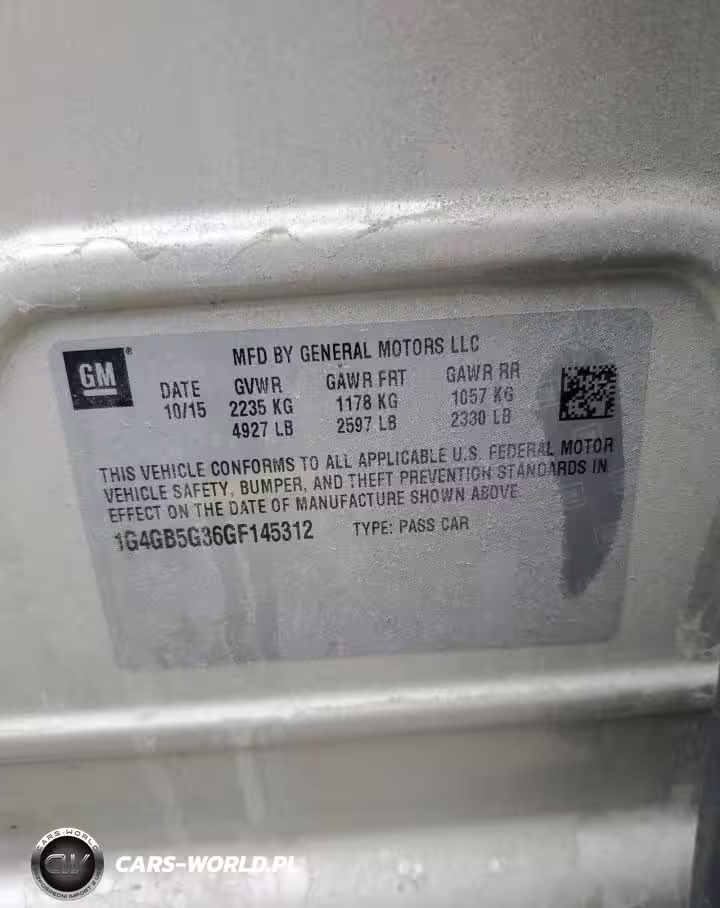 GM ®
MFD BY GENERAL MOTORS LLC
DATE GVWR GAWR FRT GAWR RR
10/15 2235 KG 1178 KG 1057 KG
4927 LB 2597 LB 2330 LB
THIS VEHICLE CONFORMS TO ALL APPLICABLE U.S. FEDERAL MOTOR
VEHICLE SAFETY, BUMPER, AND THEFT PREVENTION STANDARDS IN
EFFECT ON THE DATE OF MANUFACTURE SHOWN ABOVE
1G4GB5G36GF145312 TYPE: PASS CAR
CARS-WORLD
CW
CARS-WORLD.PL